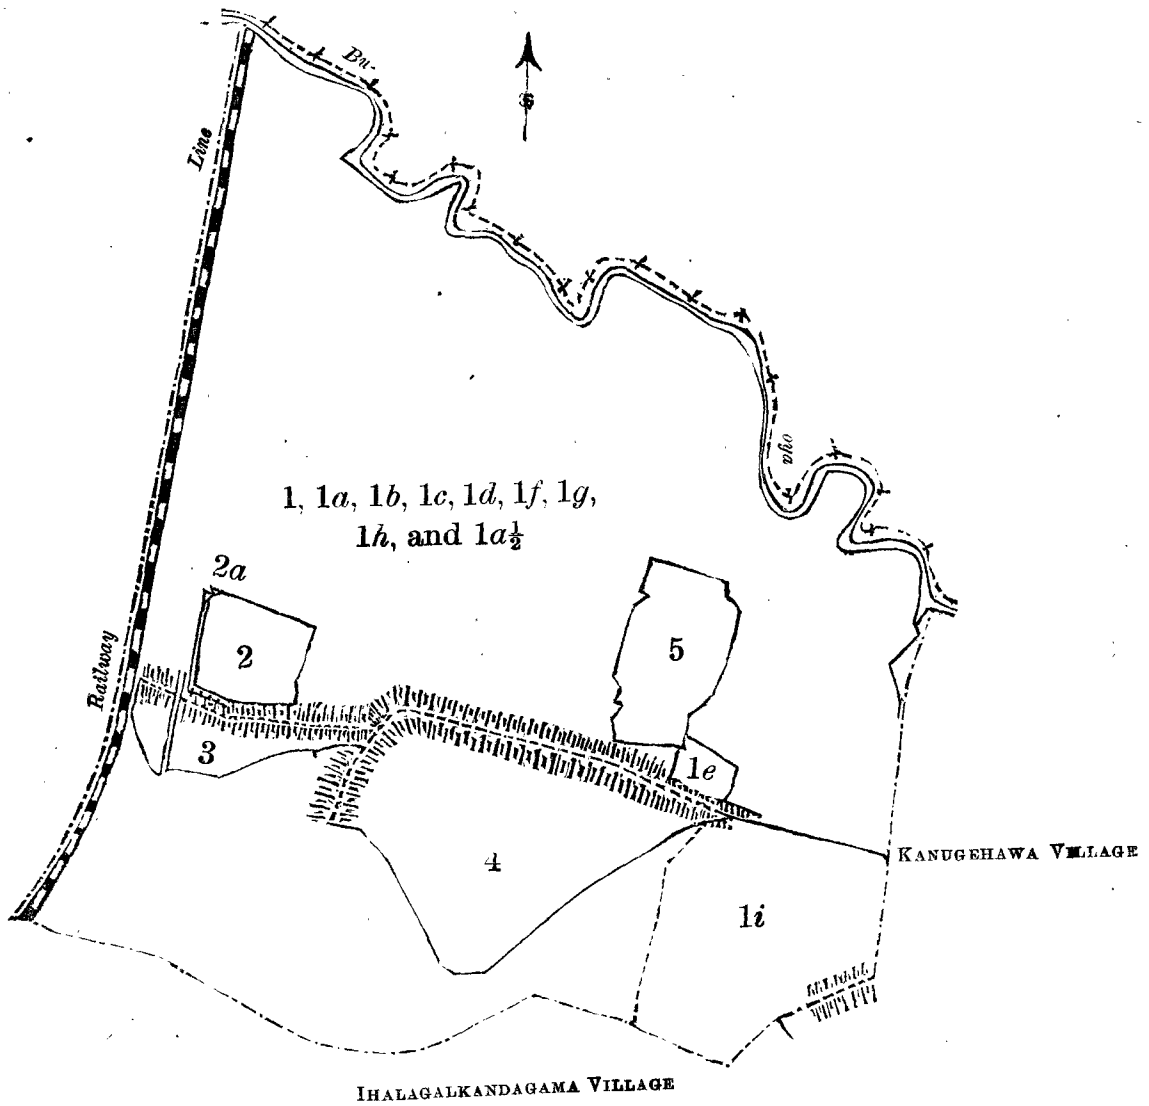 Bu-
Line
oya
1, 1a, 1b, 1c, 1d, 1f, 1g,
1h, and 1a½
2a
2
5
Railway
3
1e
4
KANUGEHAWA VILLAGE
1i
IHALAGALKANDAGAMA VILLAGE